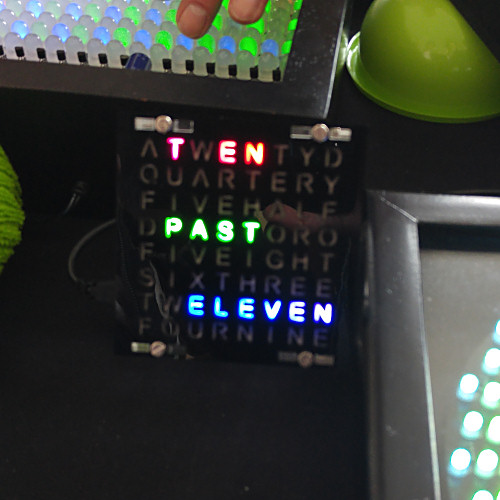 ATWENTYD
QUARTERY
FIVEHALF
DPASTORO
FIVEIGHT
SIXTHREE
TWELEVEN
FOURNINE